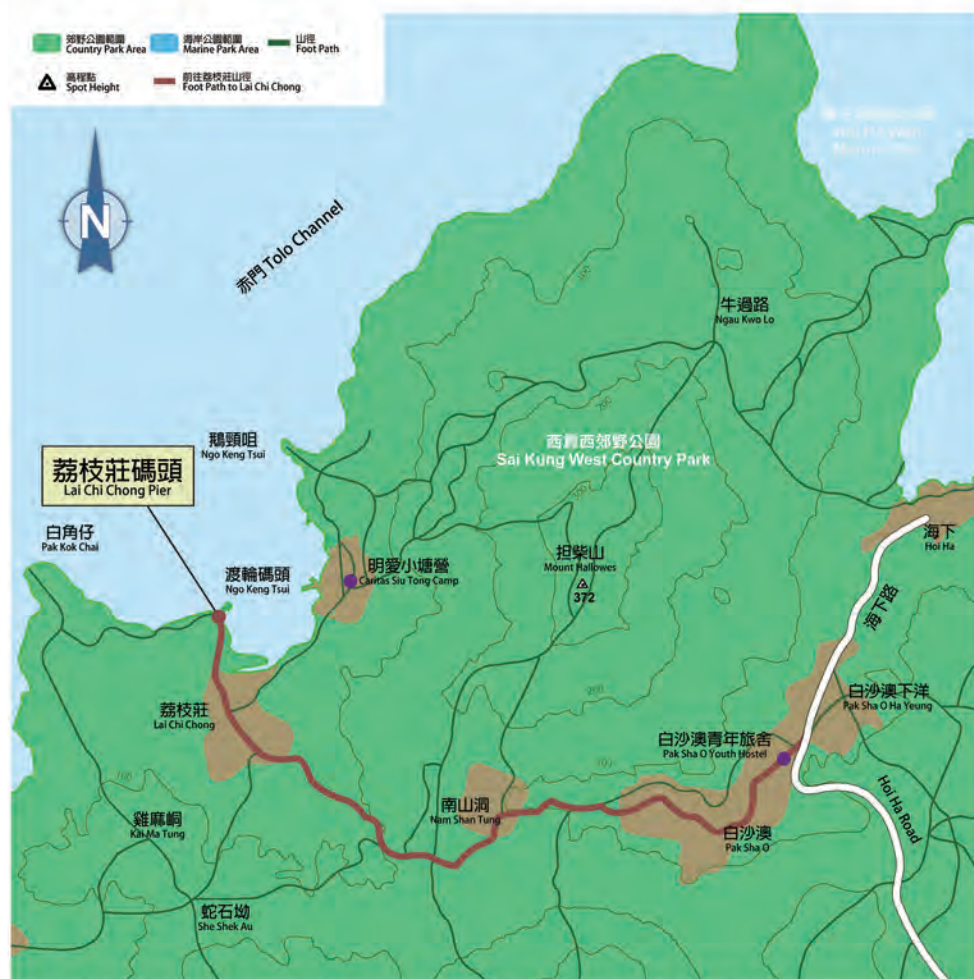 郊野公園範圍
Country Park Area
海岸公園範圍
Marine Park Area
山徑
Foot Path
高程點
Spot Height
前往荔枝莊山徑
Foot Path to Lai Chi Chong
N
赤門 Tolo Channel
牛過路
Ngau Kwo Lo
100
200
鵝頸咀
Ngo Keng Tsui
西貢西郊野公園
Sai Kung West Country Park
荔枝莊碼頭
Lai Chi Chong Pier
300
白角仔
Pak Kok Chai
渡輪碼頭
Ngo Keng Tsui
明愛小塘營
Caritas Siu Tong Camp
担柴山
Mount Hallowes
372
海下
Hoi Ha
海下路
200
荔枝莊
Lai Chi Chong
白沙澳下洋
Pak Sha O Ha Yeung
白沙澳青年旅舍
Pak Sha O Youth Hostel
100
Hoi Ha Road
南山洞
Nam Shan Tung
雞麻峒
Kai Ma Tung
白沙澳
Pak Sha O
蛇石坳
She Shek Au